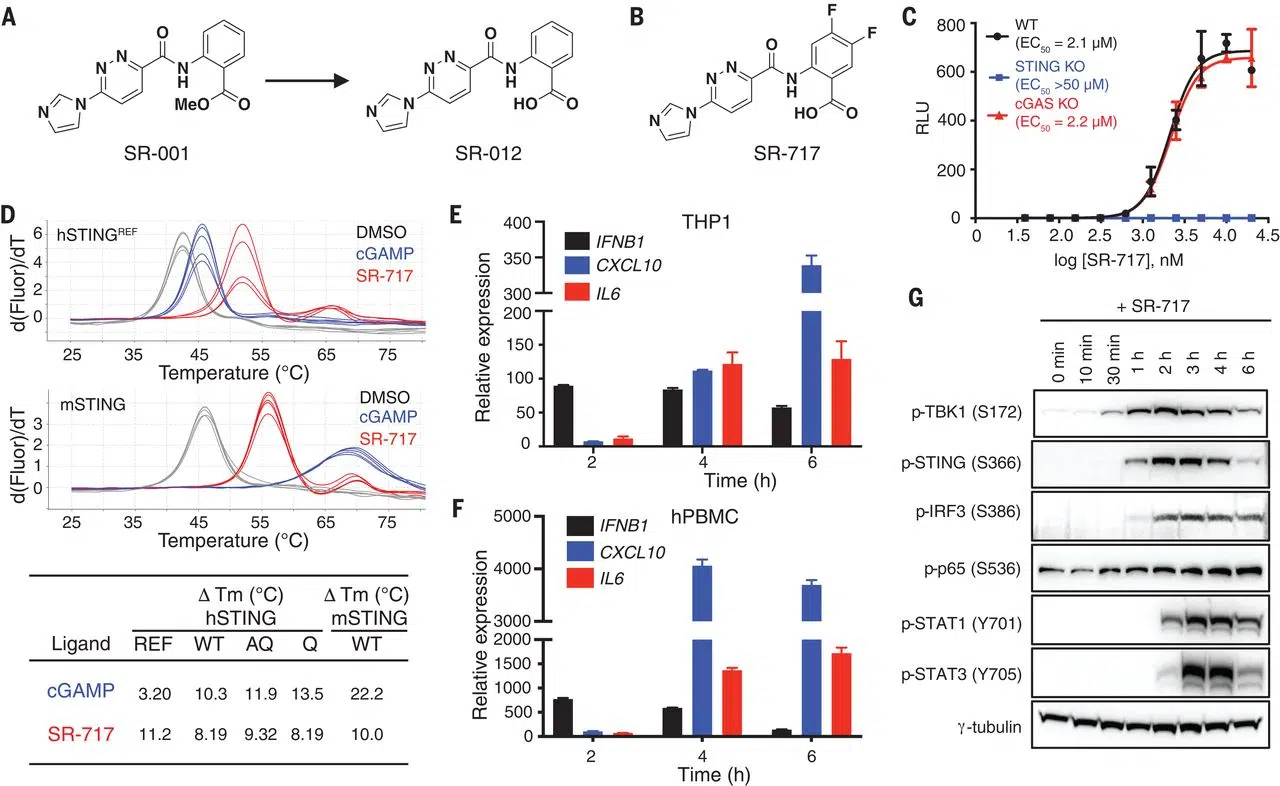 A
N
N
N
N
O
N
H
MeO
O
SR-001
N
N
N
N
O
N
H
HO
O
SR-012
B
N
N
N
N
O
N
H
F
F
HO
O
SR-717
C
800
600
400
200
0
RLU
WT
(EC50 = 2.1 µM)
STING KO
(EC50 >50 µM)
cGAS KO
(EC50 = 2.2 µM)
0
1.5
2.0
2.5
3.0
3.5
4.0
4.5
log [SR-717], nM
D
d(Fluor)/dT
6
4
2
0
hSTINGREF
DMSO
cGAMP
SR-717
25 35 45 55 65 75
Temperature (°C)
d(Fluor)/dT
3
2
1
0
mSTING
DMSO
cGAMP
SR-717
25 35 45 55 65 75
Temperature (°C)
Δ Tm (°C) Δ Tm (°C)
hSTING mSTING
Ligand REF WT AQ Q WT
cGAMP 3.20 10.3 11.9 13.5 22.2
SR-717 11.2 8.19 9.32 8.19 10.0
E
THP1
Relative expression
400
350
300
200
150
100
50
0
IFNB1
CXCL10
IL6
2 4 6
Time (h)
F
hPBMC
Relative expression
5000
4000
3000
2000
1500
1000
500
0
IFNB1
CXCL10
IL6
2 4 6
Time (h)
G
+ SR-717
0 min
10 min
30 min
1 h
2 h
3 h
4 h
6 h
p-TBK1 (S172)
p-STING (S366)
p-IRF3 (S386)
p-p65 (S536)
p-STAT1 (Y701)
p-STAT3 (Y705)
γ-tubulin